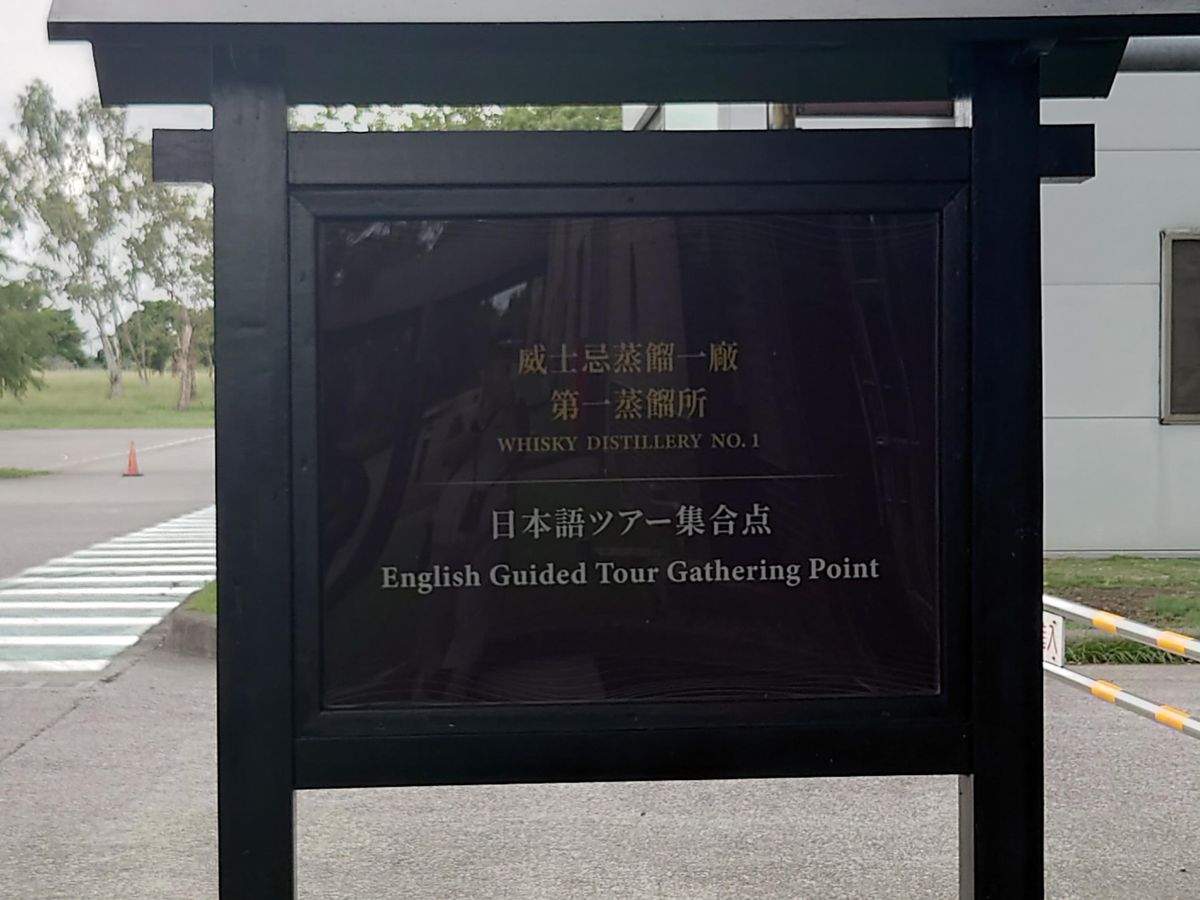 威士忌蒸餾一廠
第一蒸餾所
WHISKY DISTILLERY NO. 1
日本語ツアー集合点
English Guided Tour Gathering Point